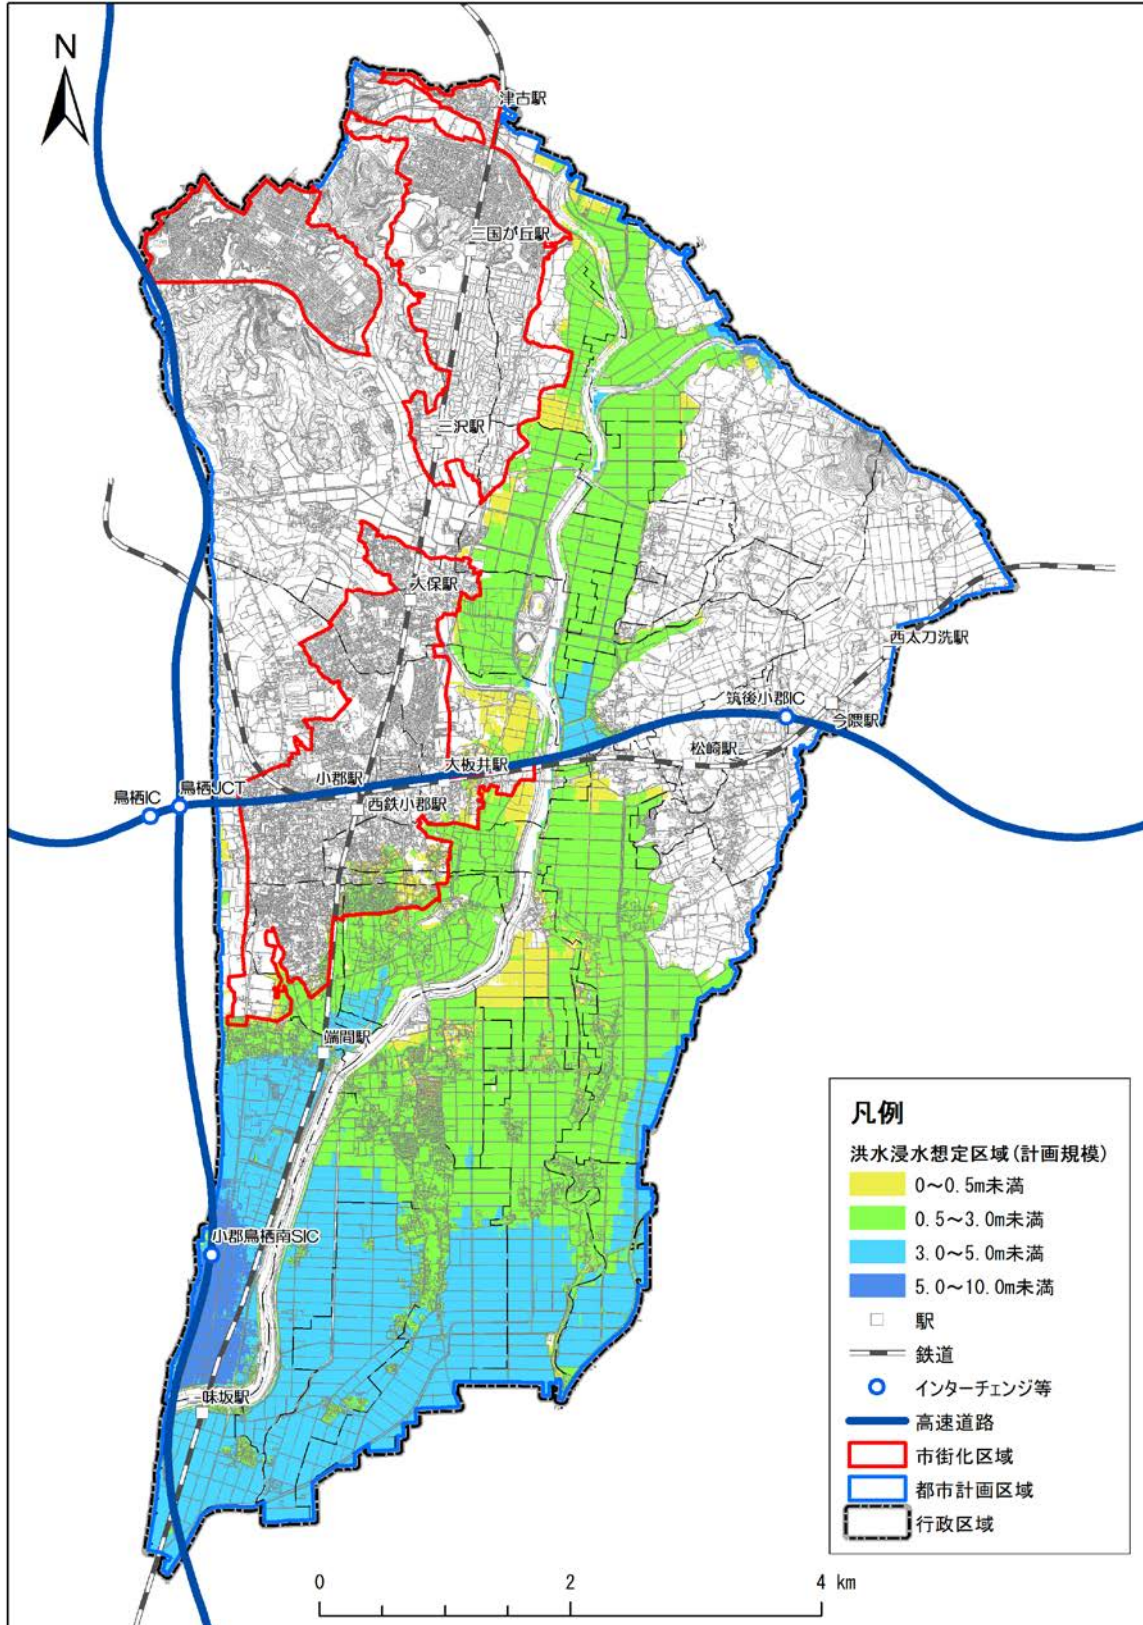 N
津古駅
三国が丘駅
三沢駅
大保駅
西太刀洗駅
筑後小郡IC
今隈駅
松崎駅
大板井駅
小郡駅
鳥栖JCT
鳥栖IC
西鉄小郡駅
端間駅
小郡鳥栖南SIC
味坂駅
凡例
洪水浸水想定区域(計画規模)
0~0.5m未満
0.5~3.0m未満
3.0~5.0m未満
5.0~10.0m未満
駅
鉄道
インターチェンジ等
高速道路
市街化区域
都市計画区域
行政区域
0 2 4 km